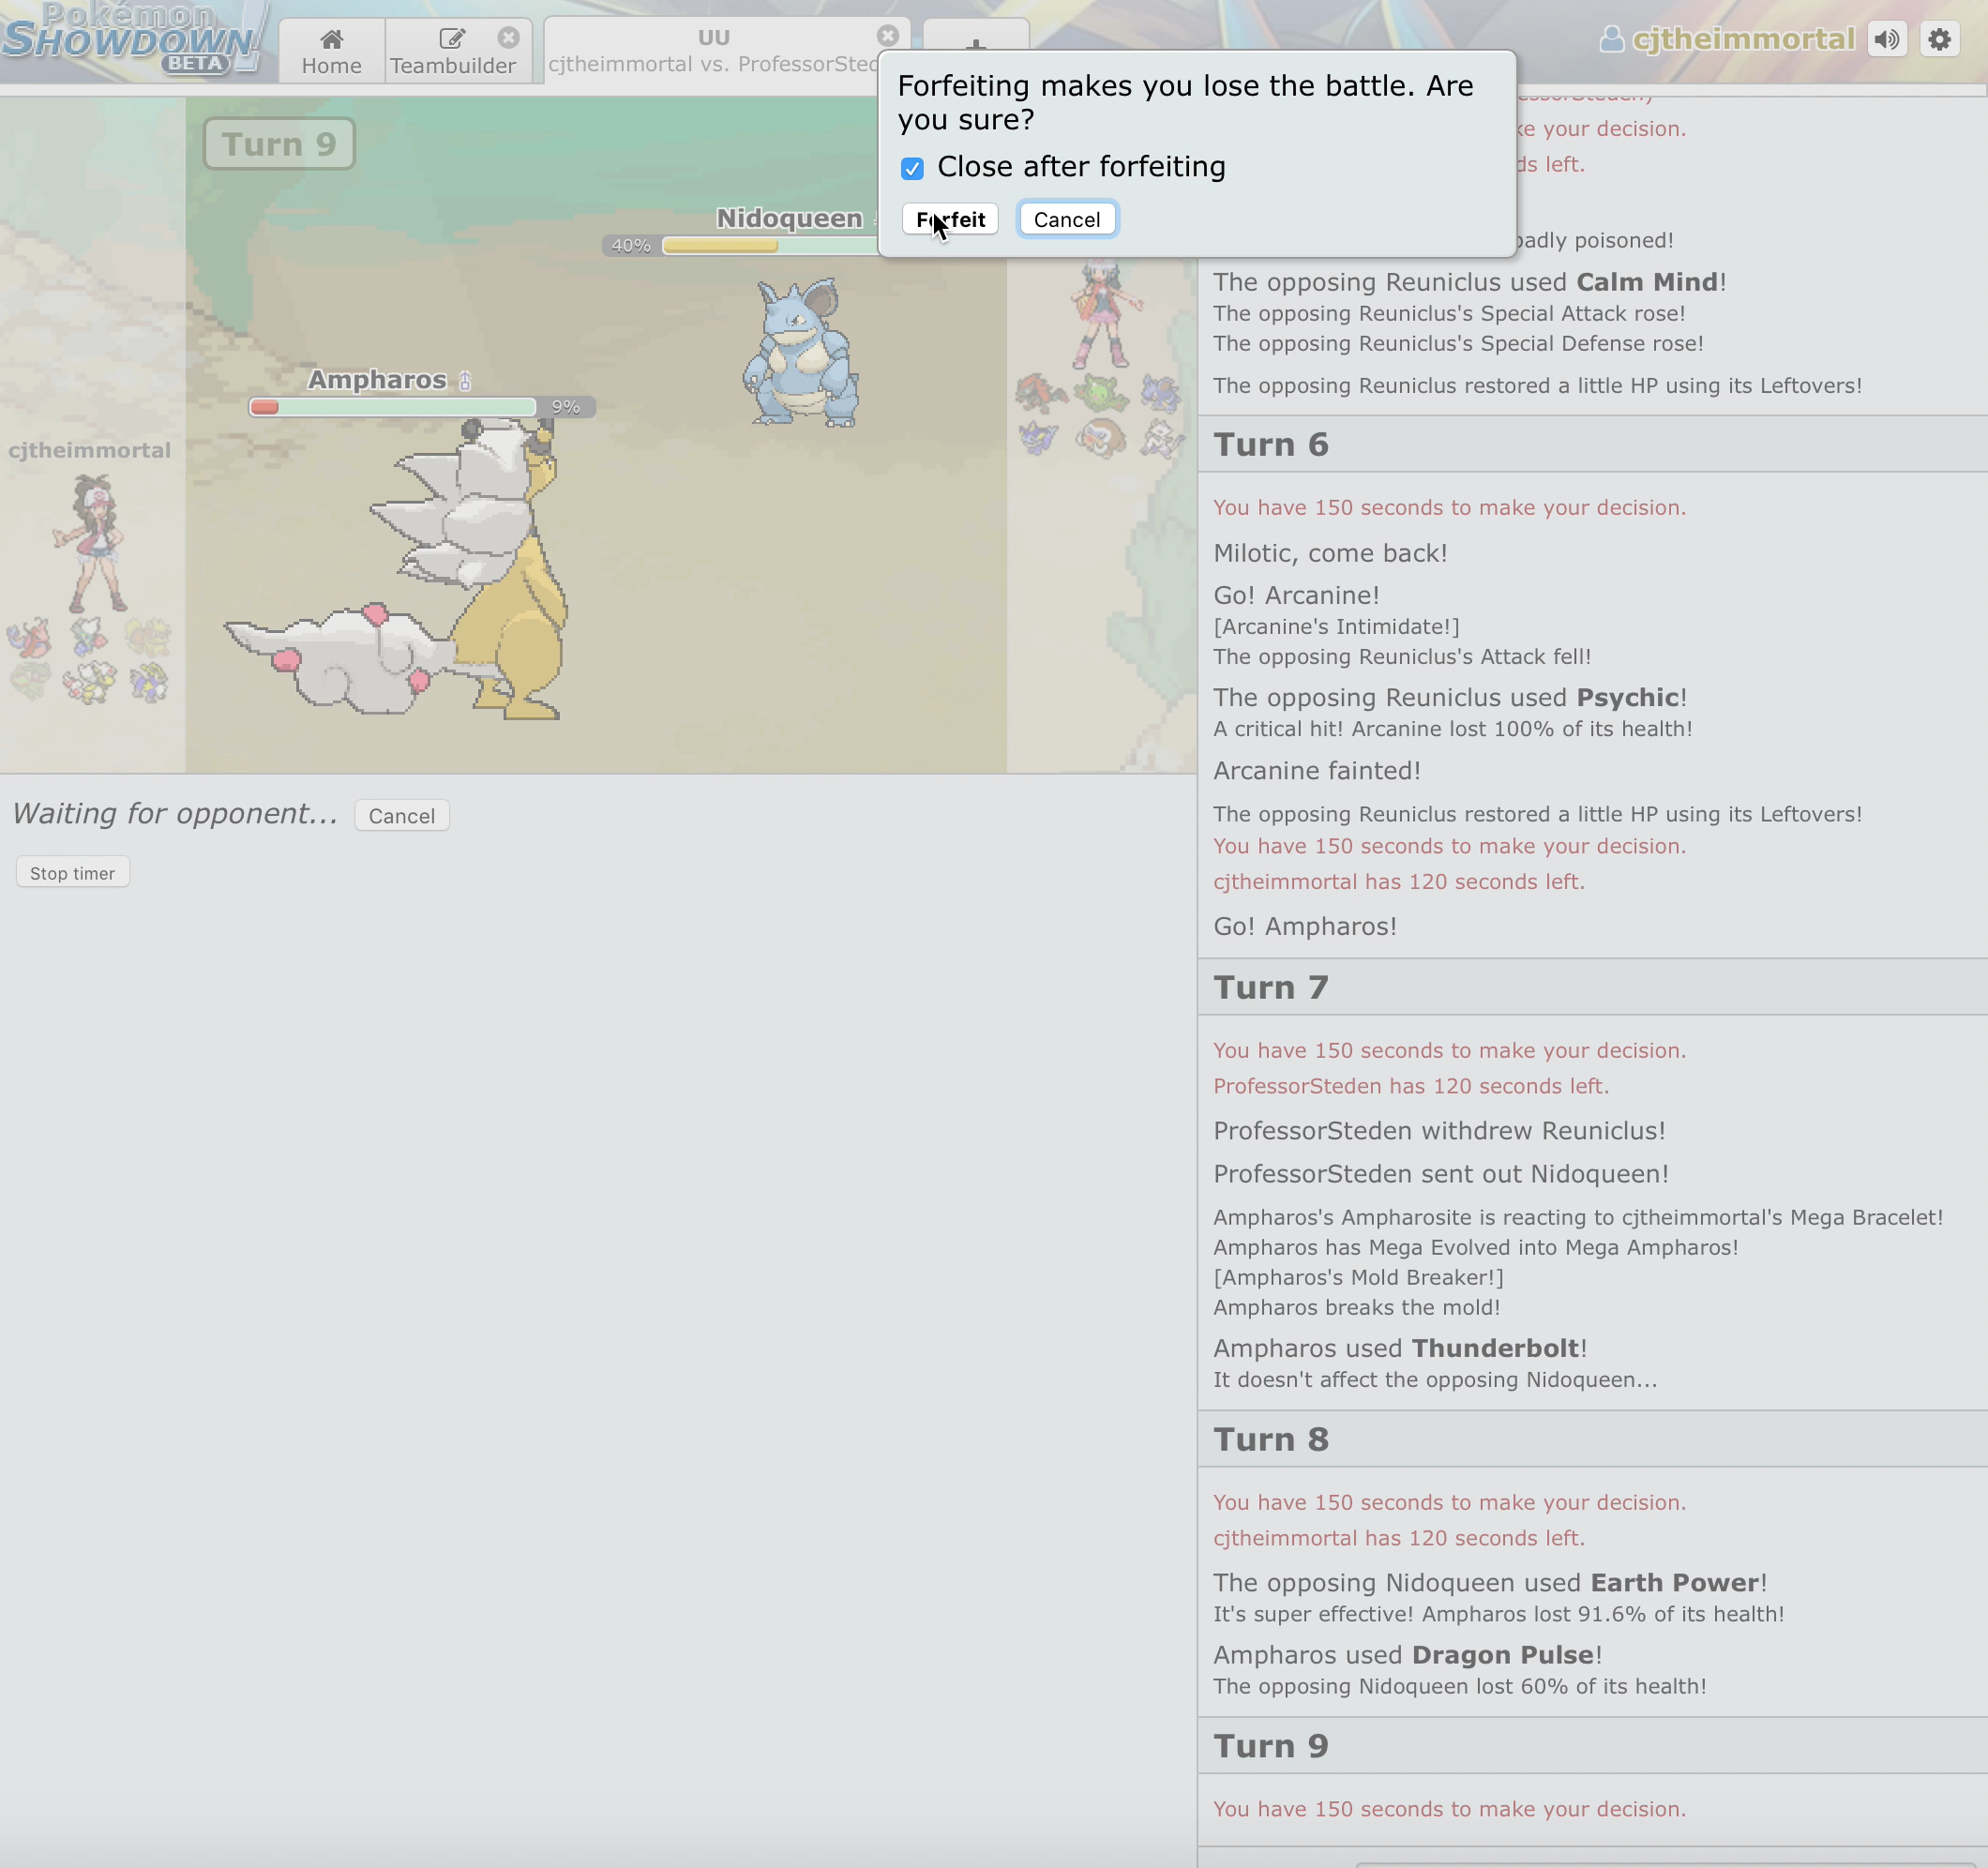 Pokémon
SHOWDOWN!
BETA
Home
Teambuilder
UU
cjtheimmortal vs. ProfessorSted
cjtheimmortal
Forfeiting makes you lose the battle. Are
you sure?
Close after forfeiting
Forfeit
Cancel
Turn 9
Nidoqueen
40%
Ampharos
9%
cjtheimmortal
Waiting for opponent...
Cancel
Stop timer
ke your decision.
ds left.
badly poisoned!
The opposing Reuniclus used Calm Mind!
The opposing Reuniclus's Special Attack rose!
The opposing Reuniclus's Special Defense rose!
The opposing Reuniclus restored a little HP using its Leftovers!
Turn 6
You have 150 seconds to make your decision.
Milotic, come back!
Go! Arcanine!
[Arcanine's Intimidate!]
The opposing Reuniclus's Attack fell!
The opposing Reuniclus used Psychic!
A critical hit! Arcanine lost 100% of its health!
Arcanine fainted!
The opposing Reuniclus restored a little HP using its Leftovers!
You have 150 seconds to make your decision.
cjtheimmortal has 120 seconds left.
Go! Ampharos!
Turn 7
You have 150 seconds to make your decision.
ProfessorSteden has 120 seconds left.
ProfessorSteden withdrew Reuniclus!
ProfessorSteden sent out Nidoqueen!
Ampharos's Ampharosite is reacting to cjtheimmortal's Mega Bracelet!
Ampharos has Mega Evolved into Mega Ampharos!
[Ampharos's Mold Breaker!]
Ampharos breaks the mold!
Ampharos used Thunderbolt!
It doesn't affect the opposing Nidoqueen...
Turn 8
You have 150 seconds to make your decision.
cjtheimmortal has 120 seconds left.
The opposing Nidoqueen used Earth Power!
It's super effective! Ampharos lost 91.6% of its health!
Ampharos used Dragon Pulse!
The opposing Nidoqueen lost 60% of its health!
Turn 9
You have 150 seconds to make your decision.